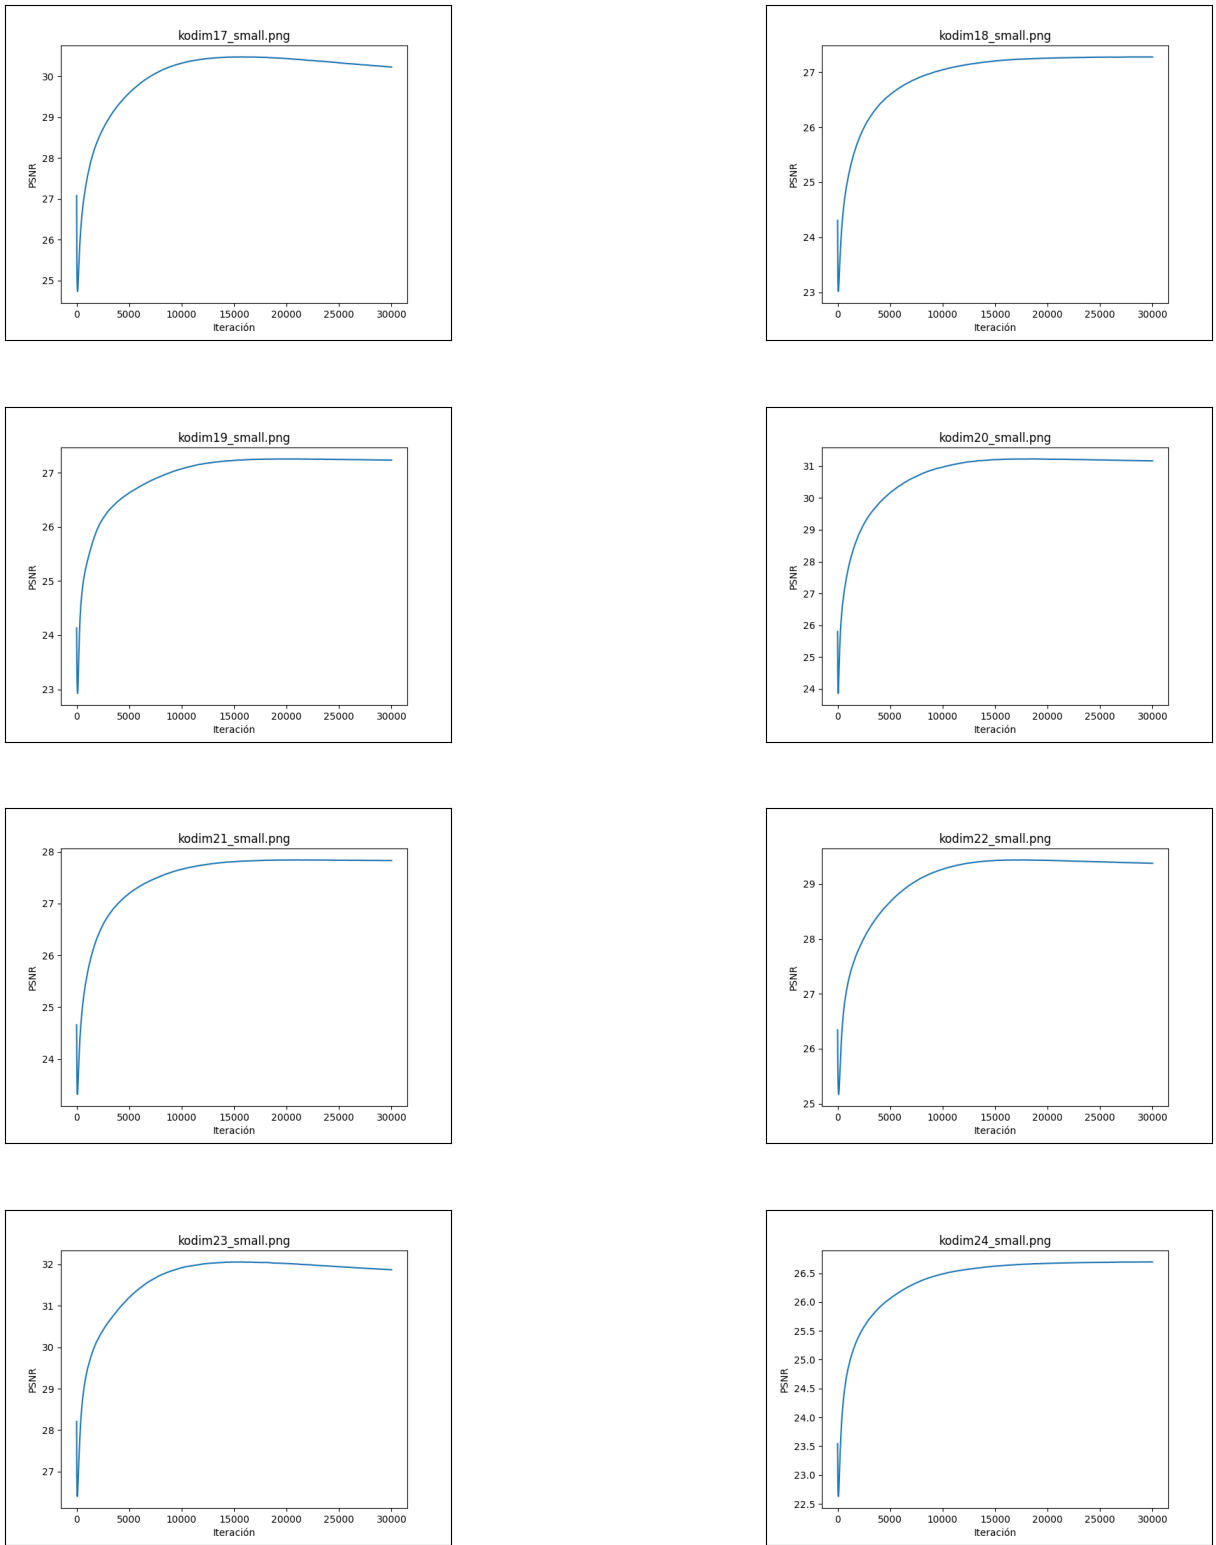 kodim17_small.png
PSNR
30
29
28
27
26
25
0 5000 10000 15000 20000 25000 30000
Iteración
kodim18_small.png
PSNR
27
26
25
24
23
0 5000 10000 15000 20000 25000 30000
Iteración
kodim19_small.png
PSNR
27
26
25
24
23
0 5000 10000 15000 20000 25000 30000
Iteración
kodim20_small.png
PSNR
31
30
29
28
27
26
25
24
0 5000 10000 15000 20000 25000 30000
Iteración
kodim21_small.png
PSNR
28
27
26
25
24
0 5000 10000 15000 20000 25000 30000
Iteración
kodim22_small.png
PSNR
29
28
27
26
25
0 5000 10000 15000 20000 25000 30000
Iteración
kodim23_small.png
PSNR
32
31
30
29
28
27
0 5000 10000 15000 20000 25000 30000
Iteración
kodim24_small.png
PSNR
26.5
26.0
25.5
25.0
24.5
24.0
23.5
23.0
22.5
0 5000 10000 15000 20000 25000 30000
Iteración